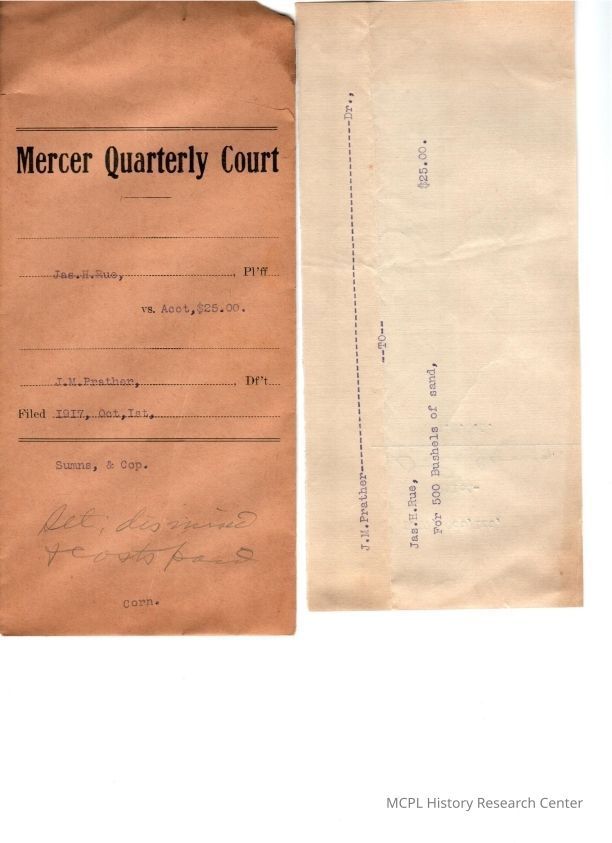 Mercer Quarterly Court
Jas.H.Rue, , Pl'ff
vs. Acct,$25.00.
J.M.Prather, , Df't.
Filed 1917, Oct,1st,
Sumns, & Cop.
Set, dismised
& costs paid
Corn.
J.M.Prather-----------------------------------Dr.,
--TO--
Jas.H.Rue,
For 500 Bushels of sand, $25.00.
MCPL History Research Center